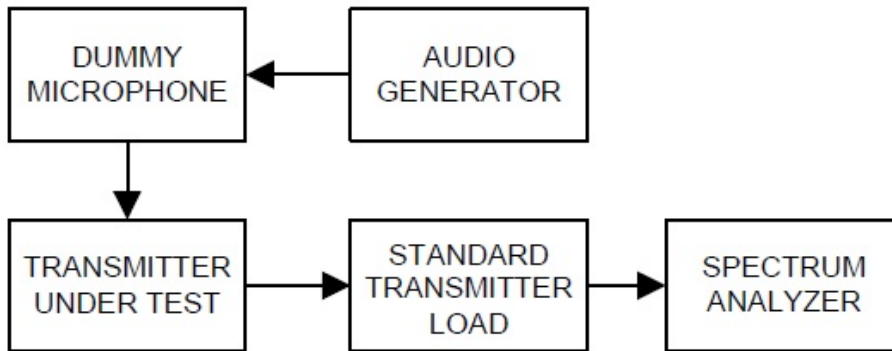 DUMMY
MICROPHONE
AUDIO
GENERATOR
TRANSMITTER
UNDER TEST
STANDARD
TRANSMITTER
LOAD
SPECTRUM
ANALYZER